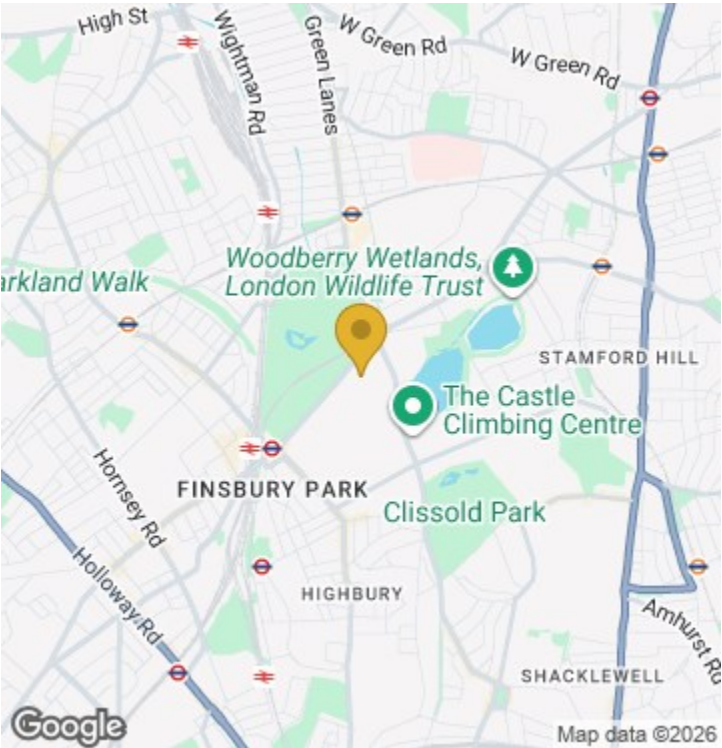 High St
Wightman Rd
Green Lanes
W Green Rd
W Green Rd
Woodberry Wetlands,
London Wildlife Trust
arkland Walk
STAMFORD HILL
The Castle
Climbing Centre
FINSBURY PARK
Clissold Park
Hornsey Rd
Holloway Rd
HIGHBURY
Amhurst Rd
SHACKLEWELL
Google
Map data ©2026